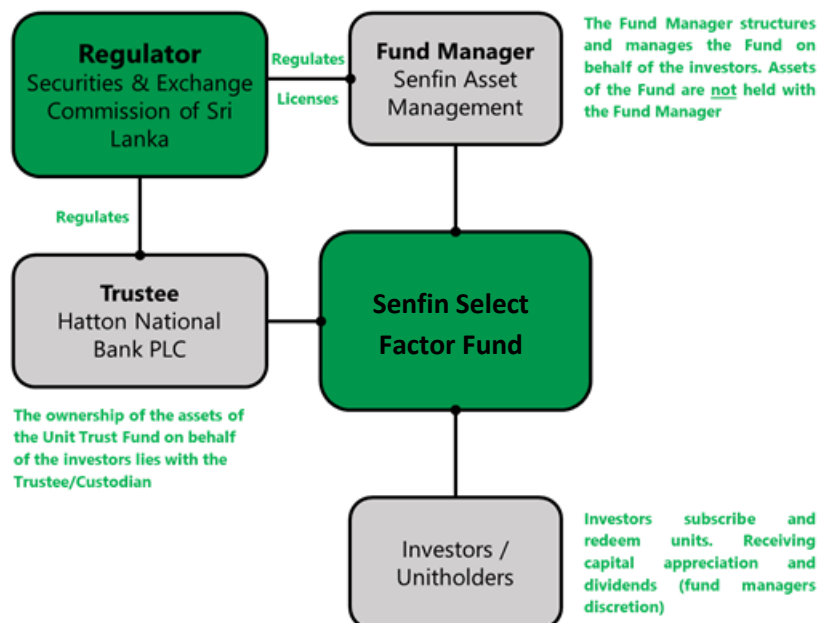 Regulator
Securities & Exchange
Commission of Sri
Lanka
Regulates
Licenses
Fund Manager
Senfin Asset
Management
The Fund Manager structures
and manages the Fund on
behalf of the investors. Assets
of the Fund are not held with
the Fund Manager
Regulates
Trustee
Hatton National
Bank PLC
Senfin Select
Factor Fund
The ownership of the assets of
the Unit Trust Fund on behalf
of the investors lies with the
Trustee/Custodian
Investors /
Unitholders
Investors subscribe and
redeem units. Receiving
capital appreciation and
dividends (fund managers
discretion)